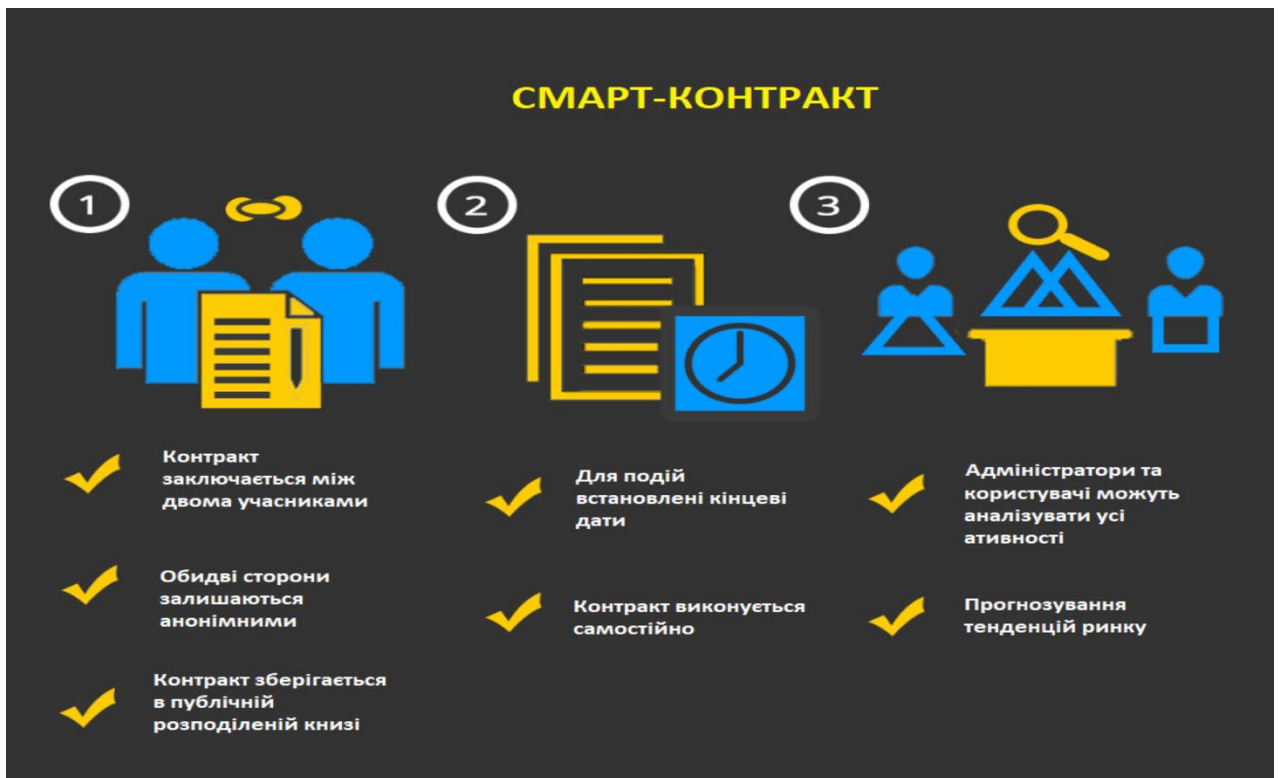 СМАРТ-КОНТРАКТ
1
Контракт
заключається між
двома учасниками
Обидві сторони
залишаються
анонімними
Контракт зберігається
в публічній
розподіленій книзі
2
Для подій
встановлені кінцеві
дати
Контракт виконується
самостійно
3
Адміністратори та
користувачі можуть
аналізувати усі
ативності
Прогнозування
тенденцій ринку